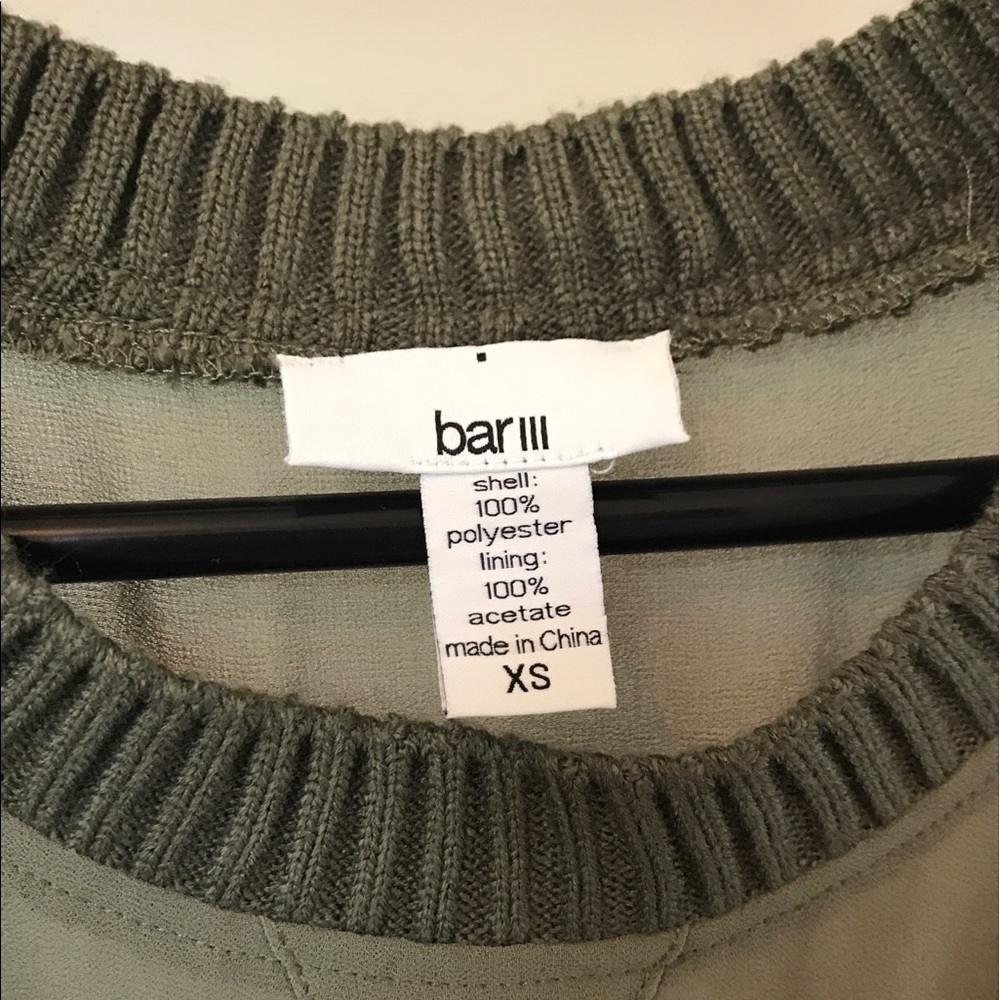 bar III
shell:
100%
polyester
lining:
100%
acetate
made in China
XS